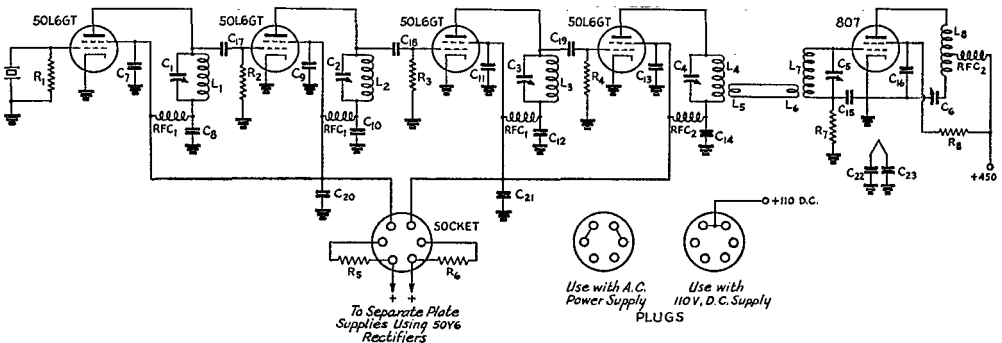 50L6GT
50L6GT
50L6GT
50L6GT
807
R1
C7
C1
L1
C17
R2
C9
C2
L2
C18
R3
C11
C3
L3
C19
R4
C13
C4
L4
L5
L6
L7
C5
C16
L8
RFC2
C6
RFC1
C8
RFC1
C10
RFC1
C12
RFC2
C14
R7
C15
R8
+450
C22
C23
C20
C21
SOCKET
R5
R6
+ +
To Separate Plate
Supplies Using 50Y6
Rectifiers
+110 D.C.
Use with A.C.
Power Supply
Use with
110V, D.C. Supply
PLUGS